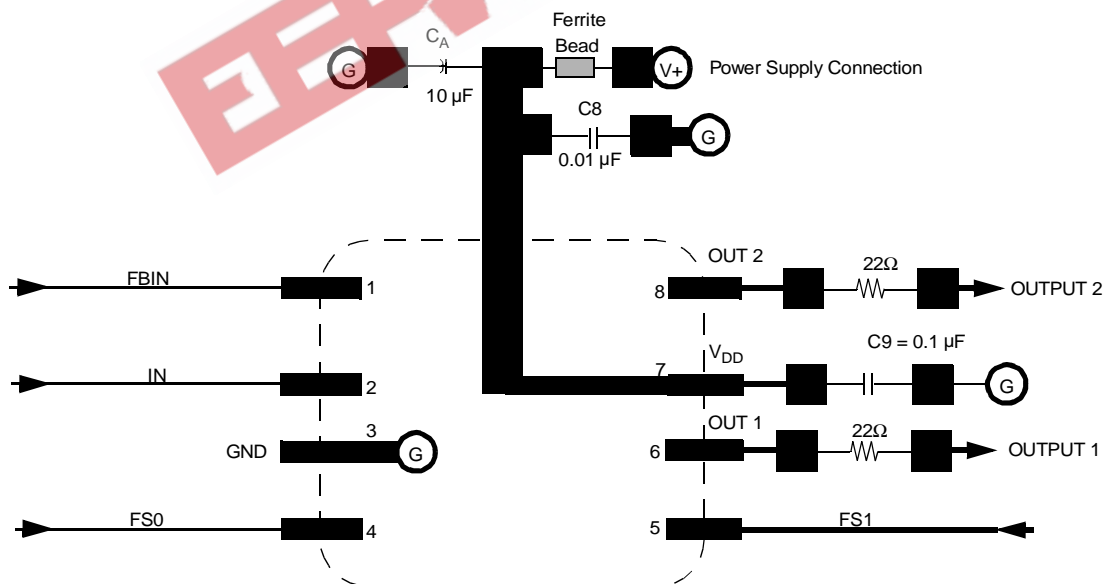 Ferrite
Bead
CA
G
V+
Power Supply Connection
10 µF
C8
G
0.01 µF
OUT 2
FBIN
1
8
22Ω
OUTPUT 2
VDD
C9 = 0.1 µF
IN
2
7
G
OUT 1
3
GND
G
6
22Ω
OUTPUT 1
FS0
4
5
FS1